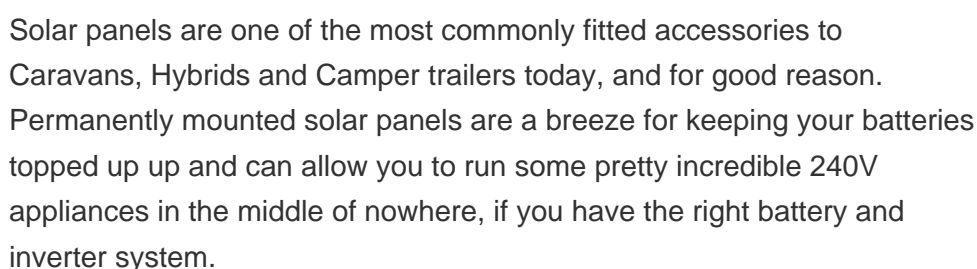 Solar panels are one of the most commonly fitted accessories to
Caravans, Hybrids and Camper trailers today, and for good reason.
Permanently mounted solar panels are a breeze for keeping your batteries
topped up up and can allow you to run some pretty incredible 240V
appliances in the middle of nowhere, if you have the right battery and
inverter system.